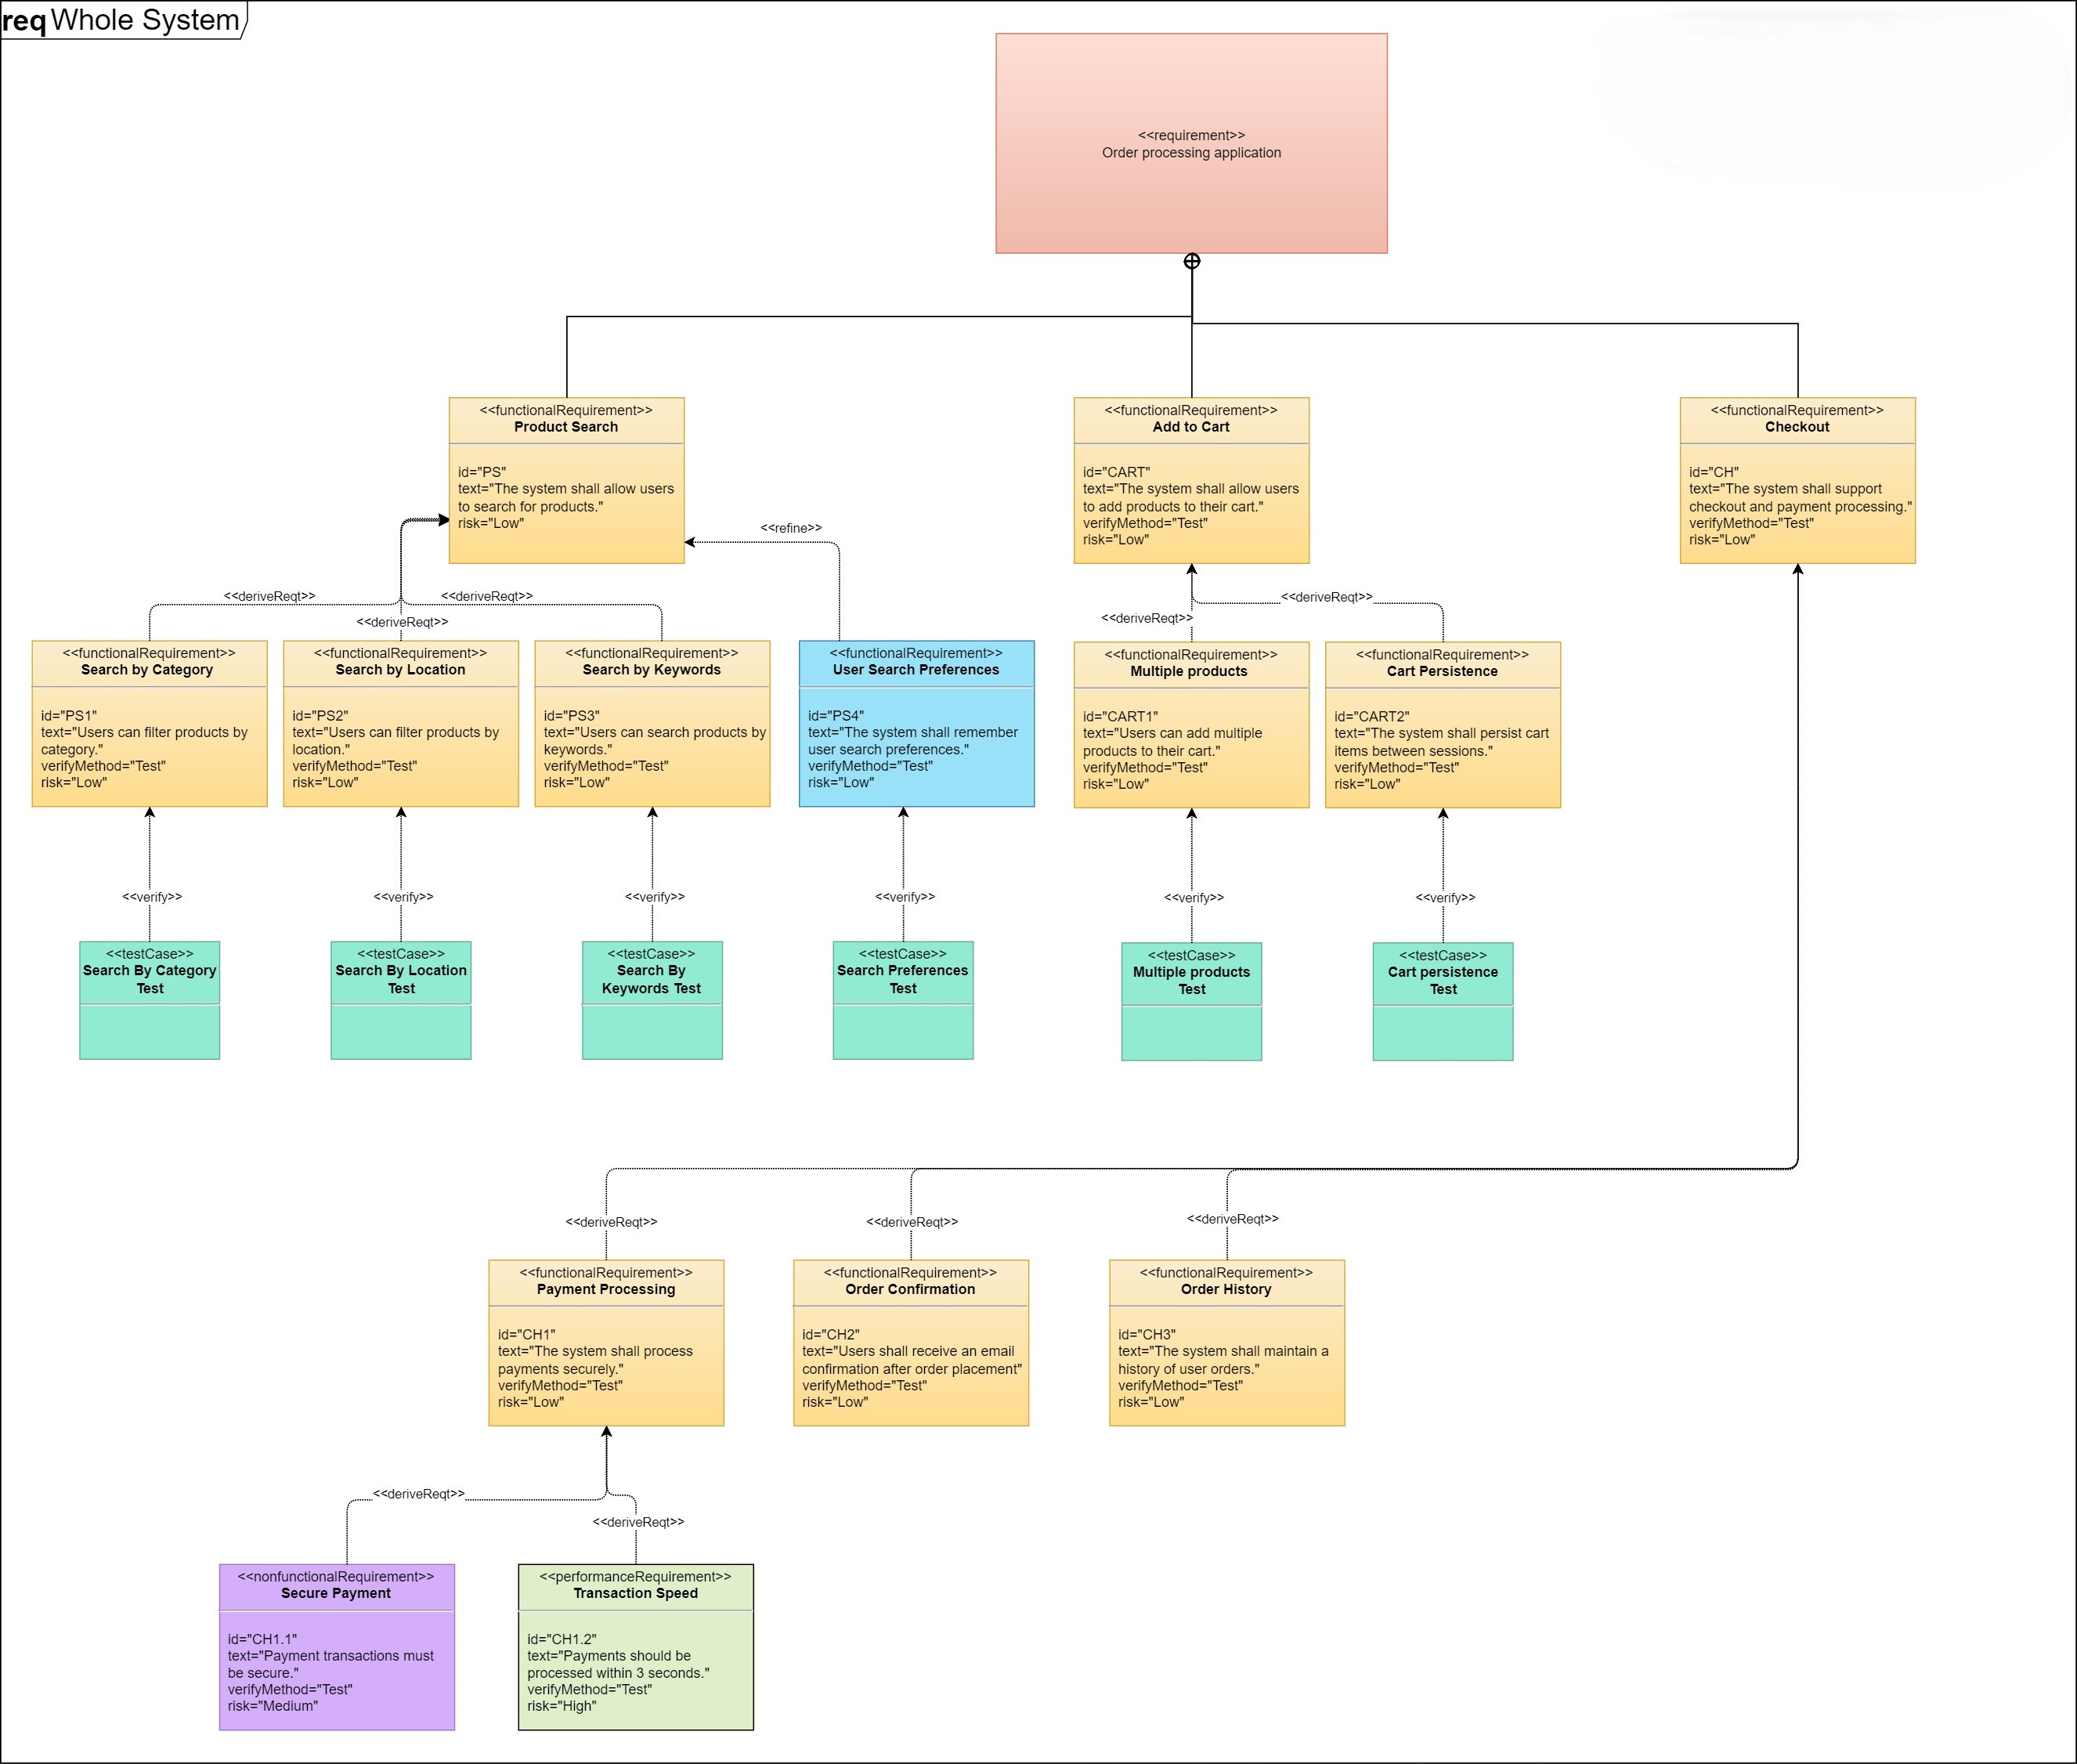 req Whole System
<<requirement>>
Order processing application
<<functionalRequirement>>
Product Search
id="PS"
text="The system shall allow users
to search for products."
risk="Low"
<<functionalRequirement>>
Add to Cart
id="CART"
text="The system shall allow users
to add products to their cart."
verifyMethod="Test"
risk="Low"
<<functionalRequirement>>
Checkout
id="CH"
text="The system shall support
checkout and payment processing."
verifyMethod="Test"
risk="Low"
<<refine>>
<<deriveReqt>>
<<deriveReqt>>
<<deriveReqt>>
<<deriveReqt>>
<<deriveReqt>>
<<functionalRequirement>>
Search by Category
id="PS1"
text="Users can filter products by
category."
verifyMethod="Test"
risk="Low"
<<functionalRequirement>>
Search by Location
id="PS2"
text="Users can filter products by
location."
verifyMethod="Test"
risk="Low"
<<functionalRequirement>>
Search by Keywords
id="PS3"
text="Users can search products by
keywords."
verifyMethod="Test"
risk="Low"
<<functionalRequirement>>
User Search Preferences
id="PS4"
text="The system shall remember
user search preferences."
verifyMethod="Test"
risk="Low"
<<functionalRequirement>>
Multiple products
id="CART1"
text="Users can add multiple
products to their cart."
verifyMethod="Test"
risk="Low"
<<functionalRequirement>>
Cart Persistence
id="CART2"
text="The system shall persist cart
items between sessions."
verifyMethod="Test"
risk="Low"
<<verify>>
<<verify>>
<<verify>>
<<verify>>
<<verify>>
<<verify>>
<<testCase>>
Search By Category
Test
<<testCase>>
Search By Location
Test
<<testCase>>
Search By
Keywords Test
<<testCase>>
Search Preferences
Test
<<testCase>>
Multiple products
Test
<<testCase>>
Cart persistence
Test
<<deriveReqt>>
<<deriveReqt>>
<<deriveReqt>>
<<functionalRequirement>>
Payment Processing
id="CH1"
text="The system shall process
payments securely."
verifyMethod="Test"
risk="Low"
<<functionalRequirement>>
Order Confirmation
id="CH2"
text="Users shall receive an email
confirmation after order placement"
verifyMethod="Test"
risk="Low"
<<functionalRequirement>>
Order History
id="CH3"
text="The system shall maintain a
history of user orders."
verifyMethod="Test"
risk="Low"
<<deriveReqt>>
<<deriveReqt>>
<<nonfunctionalRequirement>>
Secure Payment
id="CH1.1"
text="Payment transactions must
be secure."
verifyMethod="Test"
risk="Medium"
<<performanceRequirement>>
Transaction Speed
id="CH1.2"
text="Payments should be
processed within 3 seconds."
verifyMethod="Test"
risk="High"